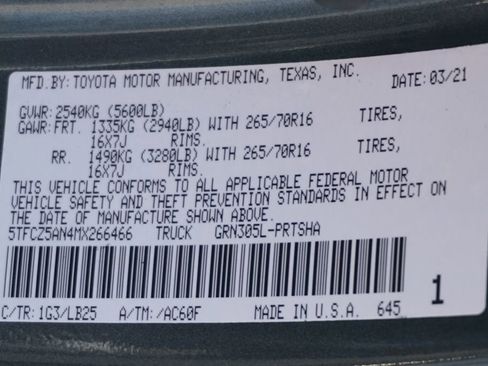 MFD.BY:TOYOTA MOTOR MANUFACTURING, TEXAS, INC. DATE:03/21
GVWR:2540KG (5600LB)
GAWR:FRT. 1335KG (2940LB) WITH 265/70R16 TIRES,
16X7J RIMS.
RR. 1490KG (3280LB) WITH 265/70R16 TIRES,
16X7J RIMS.
THIS VEHICLE CONFORMS TO ALL APPLICABLE FEDERAL MOTOR
VEHICLE SAFETY AND THEFT PREVENTION STANDARDS IN EFFECT ON
THE DATE OF MANUFACTURE SHOWN ABOVE.
5TFCZ5AN4MX266466 TRUCK GRN305L-PRTSHA
1
C/TR:1G3/LB25 A/TM:/AC60F MADE IN U.S.A. 645